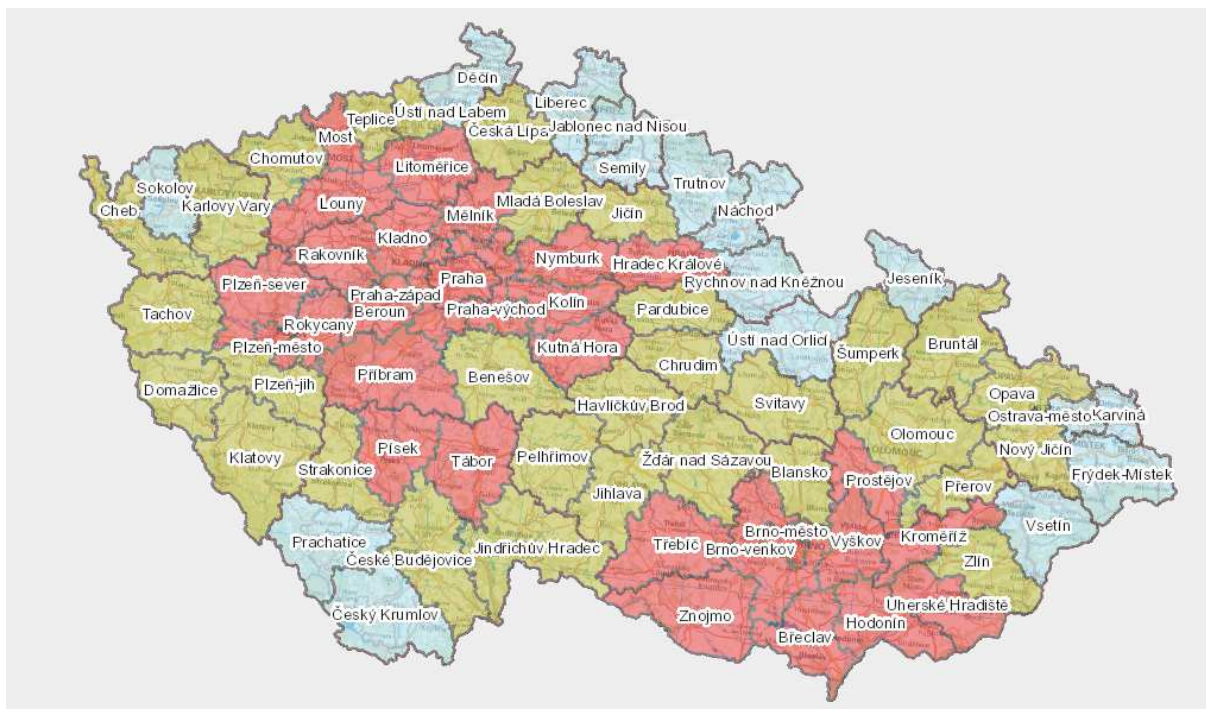 Děčín
Liberec
Ústí nad Labem
Teplice
Jablonec nad Nisou
Česká Lípa
Most
Chomutov
Litoměřice
Semily
Trutnov
Sokolov
Karlovy Vary
Cheb
Louny
Mělník
Mladá Boleslav
Jičín
Náchod
Kladno
Rakovník
Nymburk
Hradec Králové
Praha
Plzeň-sever
Rychnov nad Kněžnou
Jeseník
Praha-západ
Kolín
Beroun
Praha-východ
Pardubice
Tachov
Rokycany
Plzeň-město
Kutná Hora
Ústí nad Orlicí
Šumperk
Bruntál
Chrudim
Příbram
Benešov
Domažlice
Plzeň-jih
Opava
Havlíčkův Brod
Svitavy
Ostrava-město
Karviná
Olomouc
Písek
Nový Jičín
Klatovy
Pelhřimov
Tábor
Žďár nad Sázavou
Strakonice
Blansko
Frýdek-Místek
Prostějov
Přerov
Jihlava
Vsetín
Brno-město
Prachatice
Třebíč
Vyškov
Kroměříž
Jindřichův Hradec
Brno-venkov
České Budějovice
Zlín
Uherské Hradiště
Český Krumlov
Znojmo
Hodonín
Břeclav